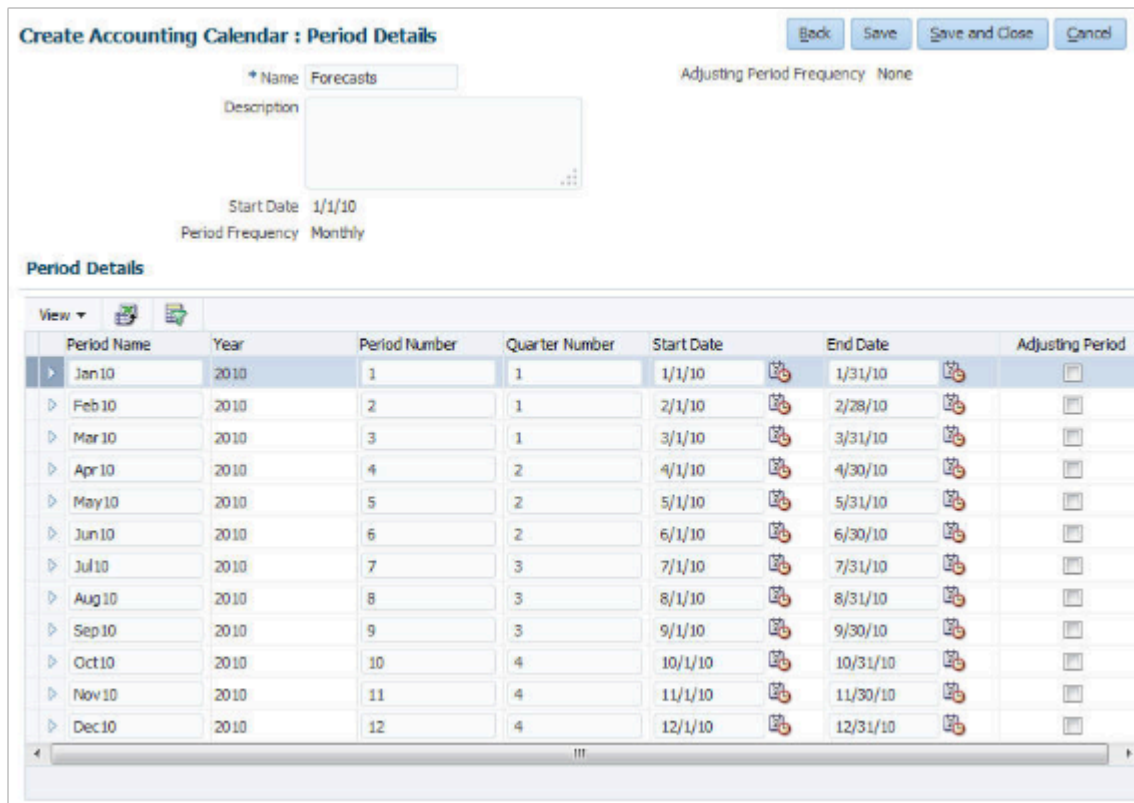 Create Accounting Calendar : Period Details
Back Save Save and Close Cancel
* Name Forecasts
Adjusting Period Frequency None
Description
Start Date 1/1/10
Period Frequency Monthly
Period Details
View
Period Name Year Period Number Quarter Number Start Date End Date Adjusting Period
Jan10 2010 1 1 1/1/10 1/31/10
Feb10 2010 2 1 2/1/10 2/28/10
Mar10 2010 3 1 3/1/10 3/31/10
Apr10 2010 4 2 4/1/10 4/30/10
May10 2010 5 2 5/1/10 5/31/10
Jun10 2010 6 2 6/1/10 6/30/10
Jul10 2010 7 3 7/1/10 7/31/10
Aug10 2010 8 3 8/1/10 8/31/10
Sep10 2010 9 3 9/1/10 9/30/10
Oct10 2010 10 4 10/1/10 10/31/10
Nov10 2010 11 4 11/1/10 11/30/10
Dec10 2010 12 4 12/1/10 12/31/10